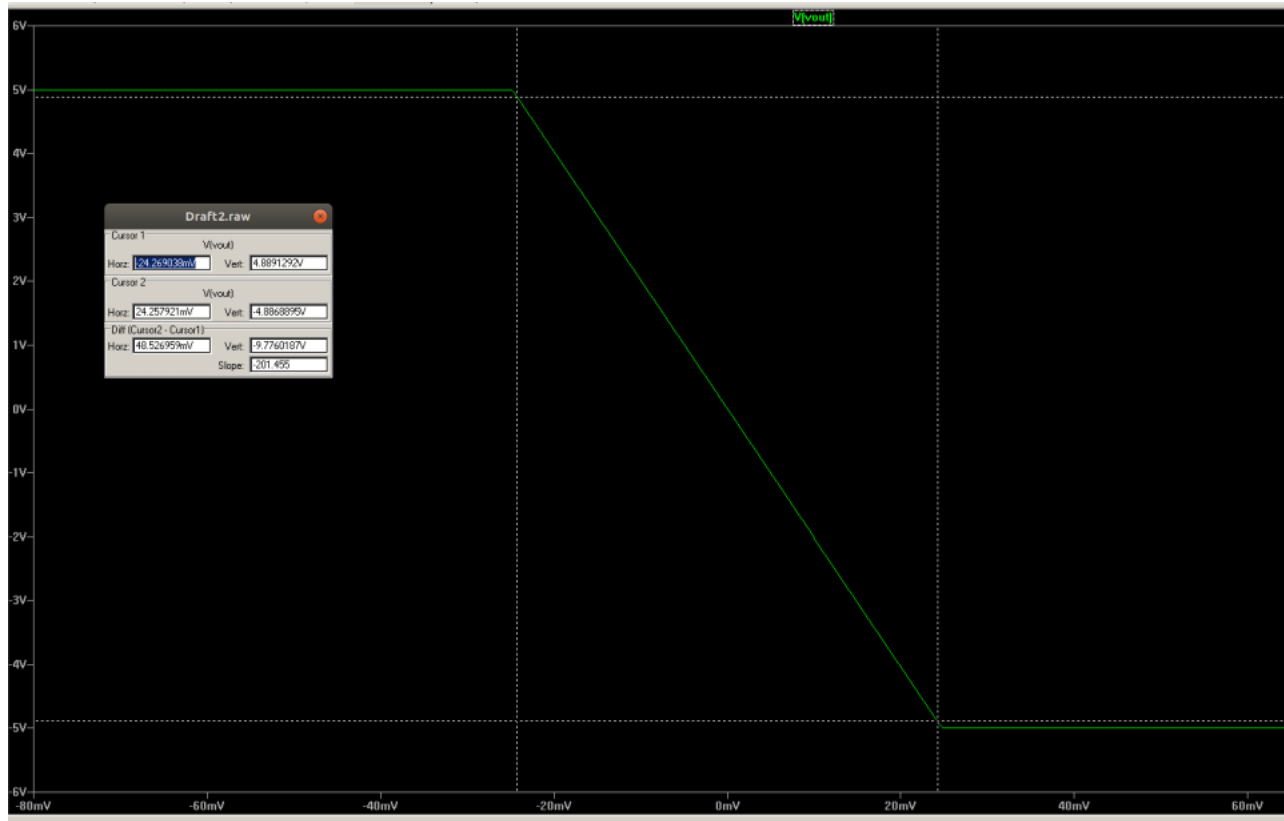 V(vout)
6V
5V
4V
3V
2V
1V
0V
-1V
-2V
-3V
-4V
-5V
-6V
Draft2.raw
Cursor 1
V(vout)
Horz: -24.269038mV Vert: 4.8891292V
Cursor 2
V(vout)
Horz: 24.257921mV Vert: -4.8868895V
Diff (Cursor2 - Cursor1)
Horz: 48.526959mV Vert: -9.7760187V
Slope: -201.455
-80mV -60mV -40mV -20mV 0mV 20mV 40mV 60mV